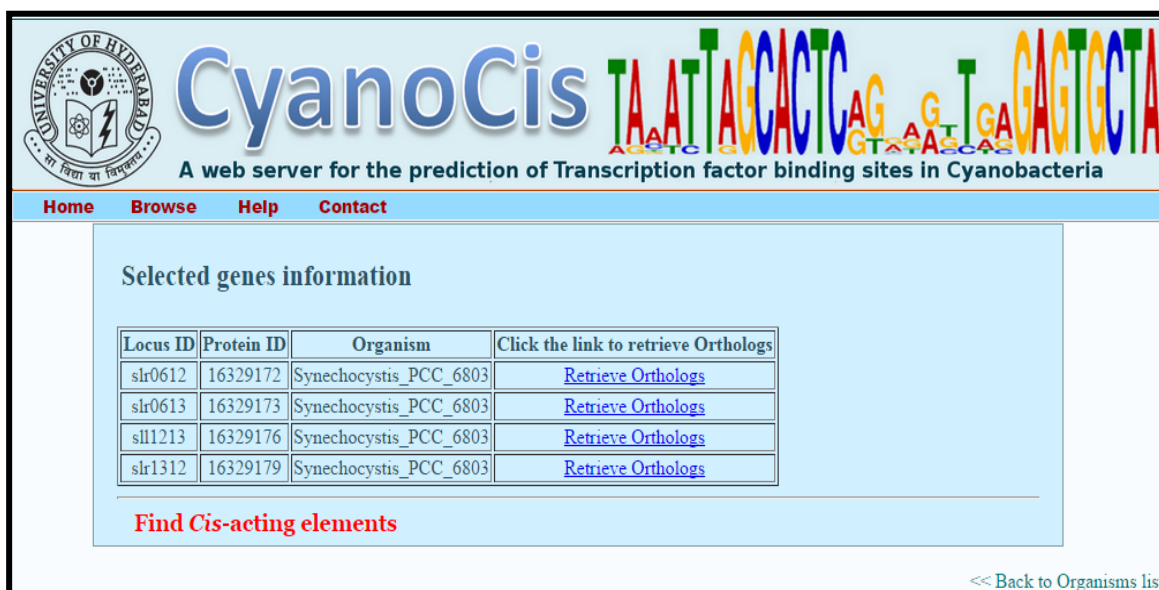 UNIVERSITY OF HYDERABAD
सा विद्या या विमुक्तये
CyanoCis
A web server for the prediction of Transcription factor binding sites in Cyanobacteria
Home Browse Help Contact
Selected genes information
Locus ID Protein ID Organism Click the link to retrieve Orthologs
slr0612 16329172 Synechocystis_PCC_6803 Retrieve Orthologs
slr0613 16329173 Synechocystis_PCC_6803 Retrieve Orthologs
sll1213 16329176 Synechocystis_PCC_6803 Retrieve Orthologs
slr1312 16329179 Synechocystis_PCC_6803 Retrieve Orthologs
Find Cis-acting elements
<< Back to Organisms lis